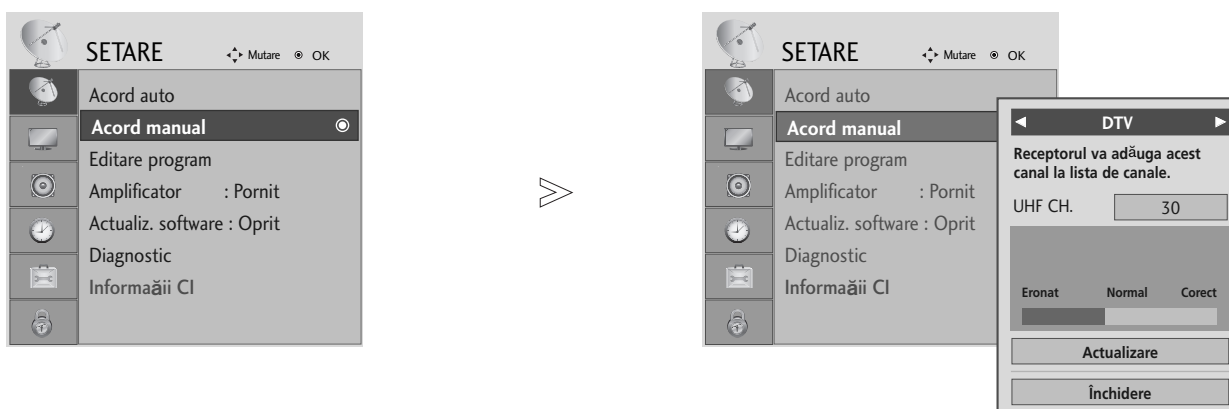 SETARE
Mutare OK
Acord auto
Acord manual
Editare program
Amplificator : Pornit
Actualiz. software : Oprit
Diagnostic
Informaăii CI
SETARE
Mutare OK
Acord auto
Acord manual
Editare program
Amplificator : Pornit
Actualiz. software : Oprit
Diagnostic
Informaăii CI
DTV
Receptorul va adăuga acest
canal la lista de canale.
UHF CH. 30
Eronat Normal Corect
Actualizare
Închidere